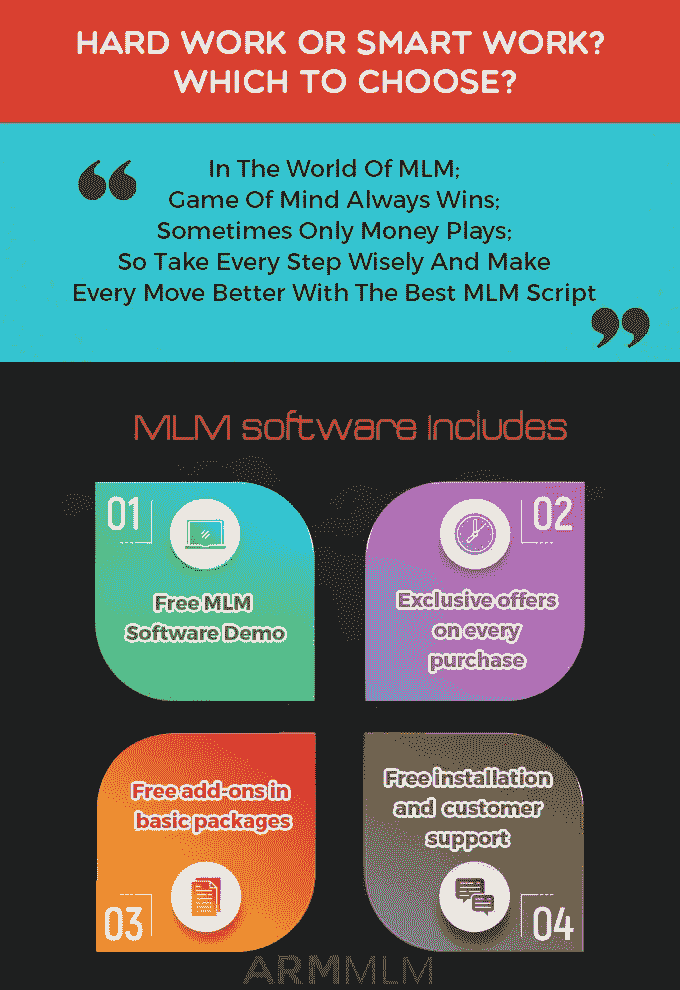 HARD WORK OR SMART WORK?
WHICH TO CHOOSE?
“
In The World Of MLM;
Game Of Mind Always Wins;
Sometimes Only Money Plays;
So Take Every Step Wisely And Make
Every Move Better With The Best MLM Script
”
MLM software includes
01
Free MLM
Software Demo
02
Exclusive offers
on every
purchase
Free add-ons in
basic packages
03
Free installation
and customer
support
04
ARMMLM